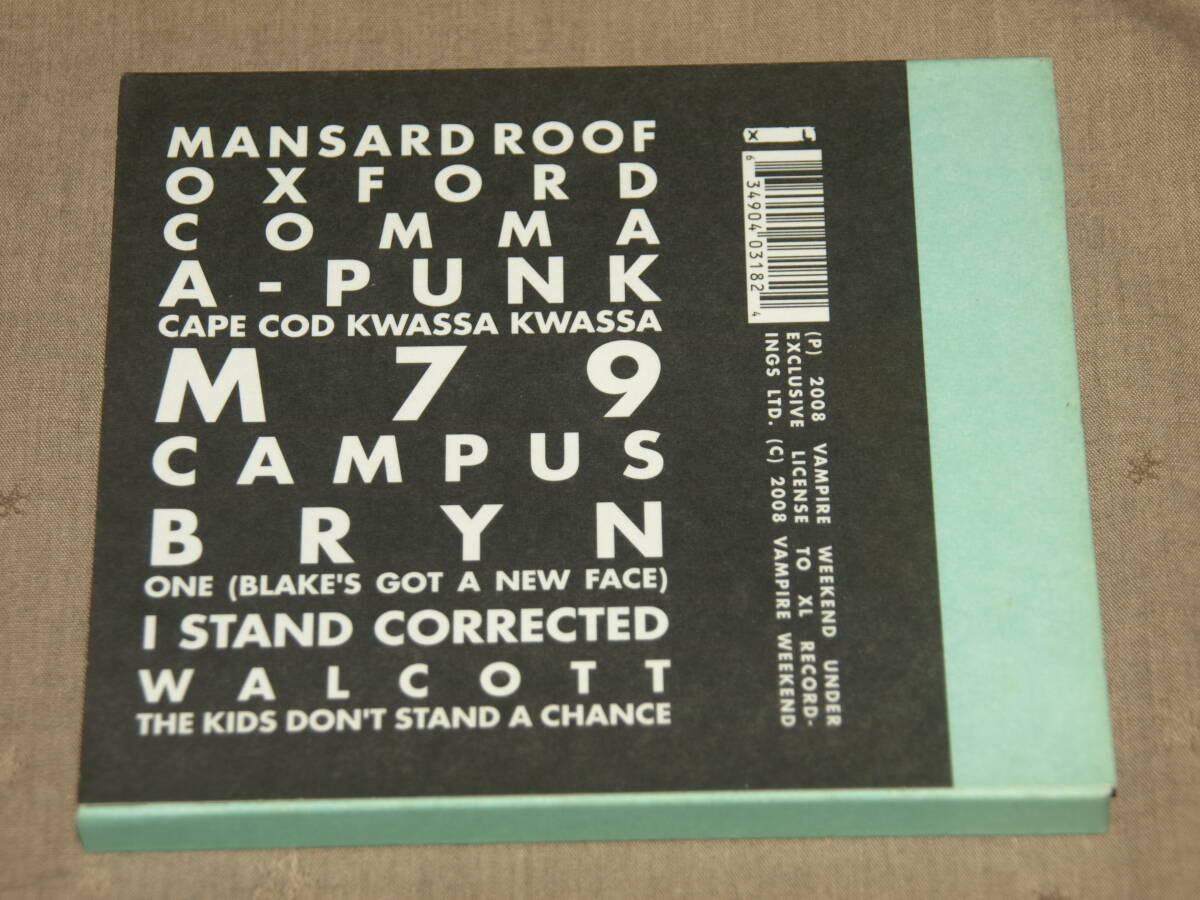 MANSARD ROOF
OXFORD
COMMA
A-PUNK
CAPE COD KWASSA KWASSA
M79
CAMPUS
BRYN
ONE (BLAKE'S GOT A NEW FACE)
I STAND CORRECTED
WALCOTT
THE KIDS DON'T STAND A CHANCE
XL
6 34904 03182 4
(P) 2008 VAMPIRE WEEKEND UNDER
EXCLUSIVE LICENSE TO XL RECORD-
INGS LTD. (C) 2008 VAMPIRE WEEKEND